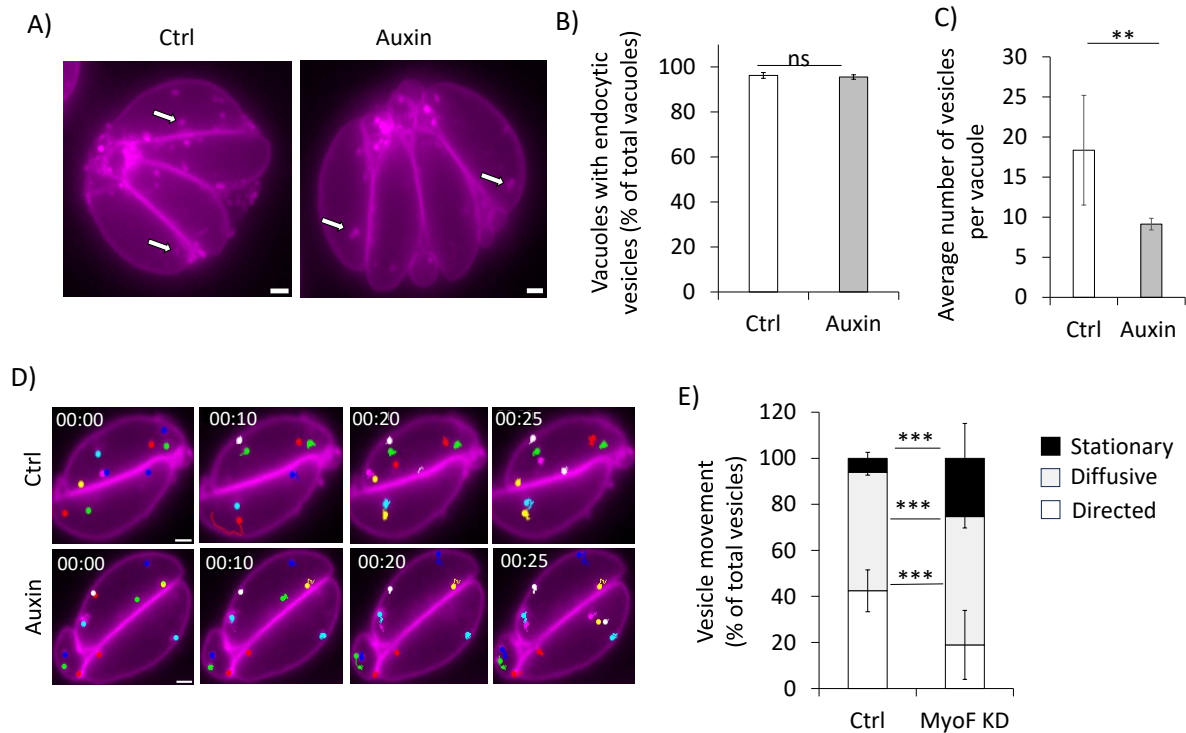 A)
Ctrl
Auxin
B)
Vacuoles with endocytic
vesicles (% of total vacuoles)
100
80
60
40
20
0
ns
Ctrl
Auxin
C)
Average number of vesicles
per vacuole
30
25
20
15
10
5
0
**
Ctrl
Auxin
D)
Ctrl
00:00
00:10
00:20
00:25
Auxin
00:00
00:10
00:20
00:25
E)
Vesicle movement
(% of total vesicles)
120
100
80
60
40
20
0
***
***
***
Ctrl
MyoF KD
Stationary
Diffusive
Directed